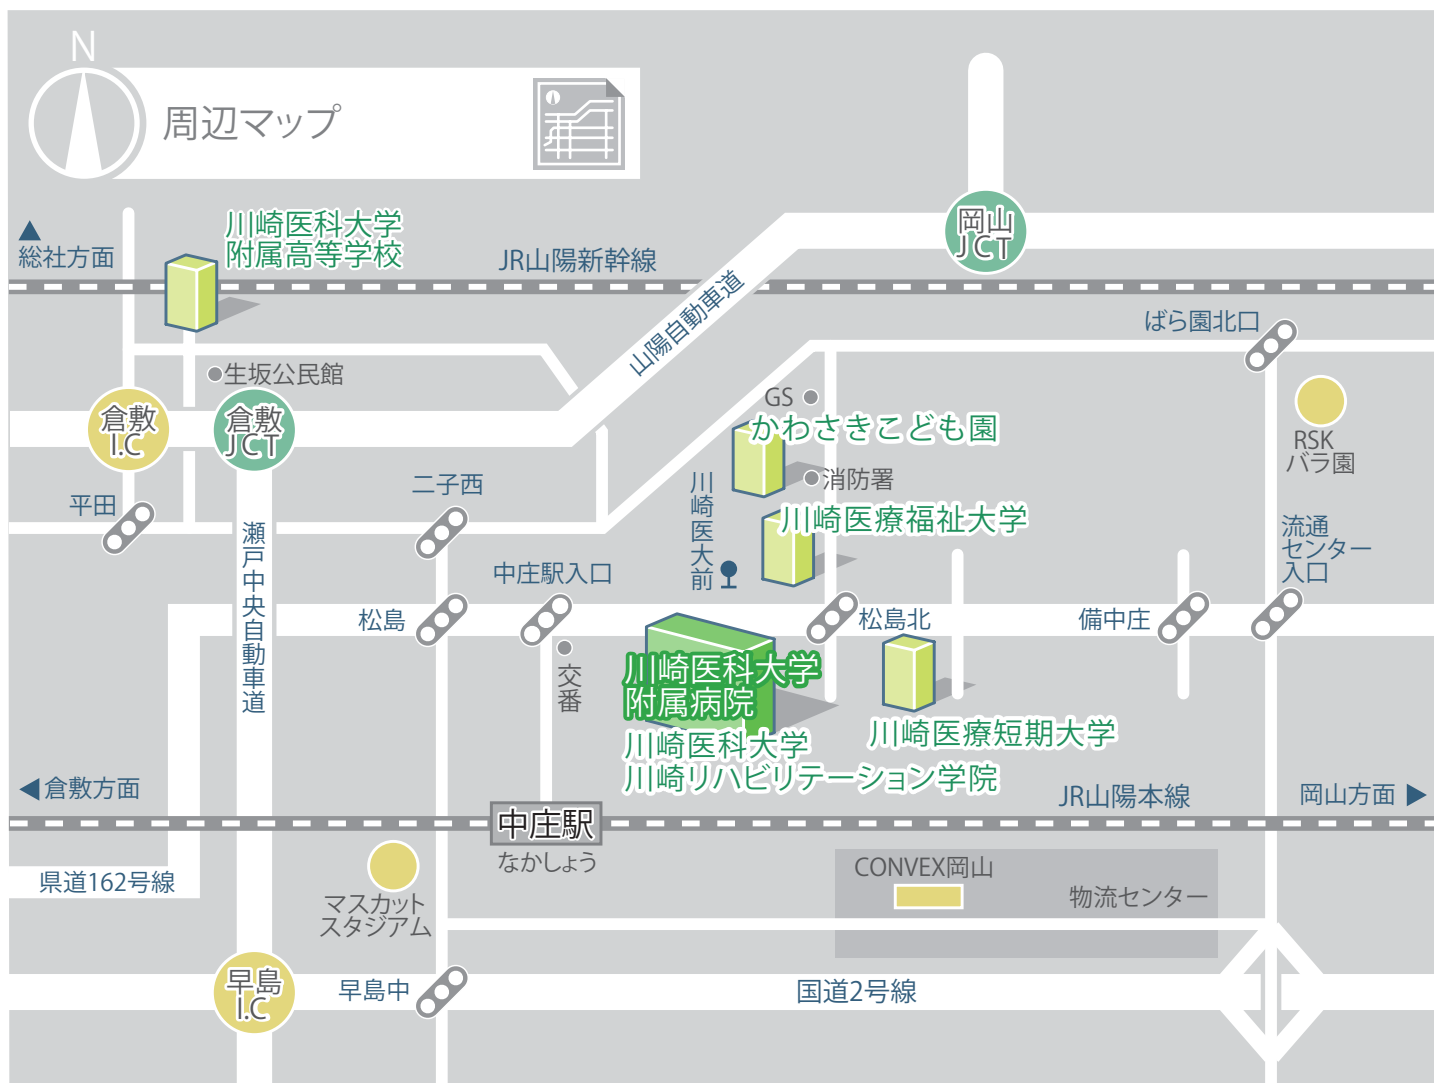 N
周辺マップ
総社方面
川崎医科大学
附属高等学校
JR山陽新幹線
岡山
JCT
山陽自動車道
ばら園北口
生坂公民館
倉敷
I.C
倉敷
JCT
GS
かわさきこども園
RSK
バラ園
平田
二子西
川崎医大前
消防署
川崎医療福祉大学
流通
センター
入口
瀬戸中央自動車道
中庄駅入口
松島
松島北
備中庄
交番
川崎医科大学
附属病院
川崎医科大学
川崎リハビリテーション学院
川崎医療短期大学
倉敷方面
JR山陽本線
岡山方面
中庄駅
なかしょう
県道162号線
マスカット
スタジアム
CONVEX岡山
物流センター
早島
I.C
早島中
国道2号線